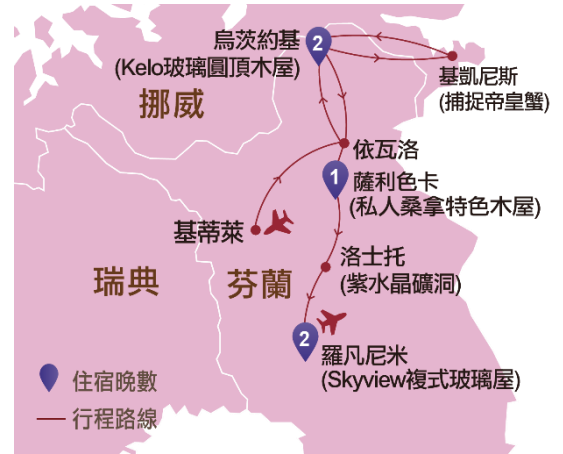 烏茨約基
(Kelo玻璃圓頂木屋)
2
基凱尼斯
(捕捉帝皇蟹)
挪威
依瓦洛
1
薩利色卡
(私人桑拿特色木屋)
基蒂萊
洛士托
(紫水晶礦洞)
瑞典
芬蘭
2
羅凡尼米
(Skyview複式玻璃屋)
住宿晚數
行程路線